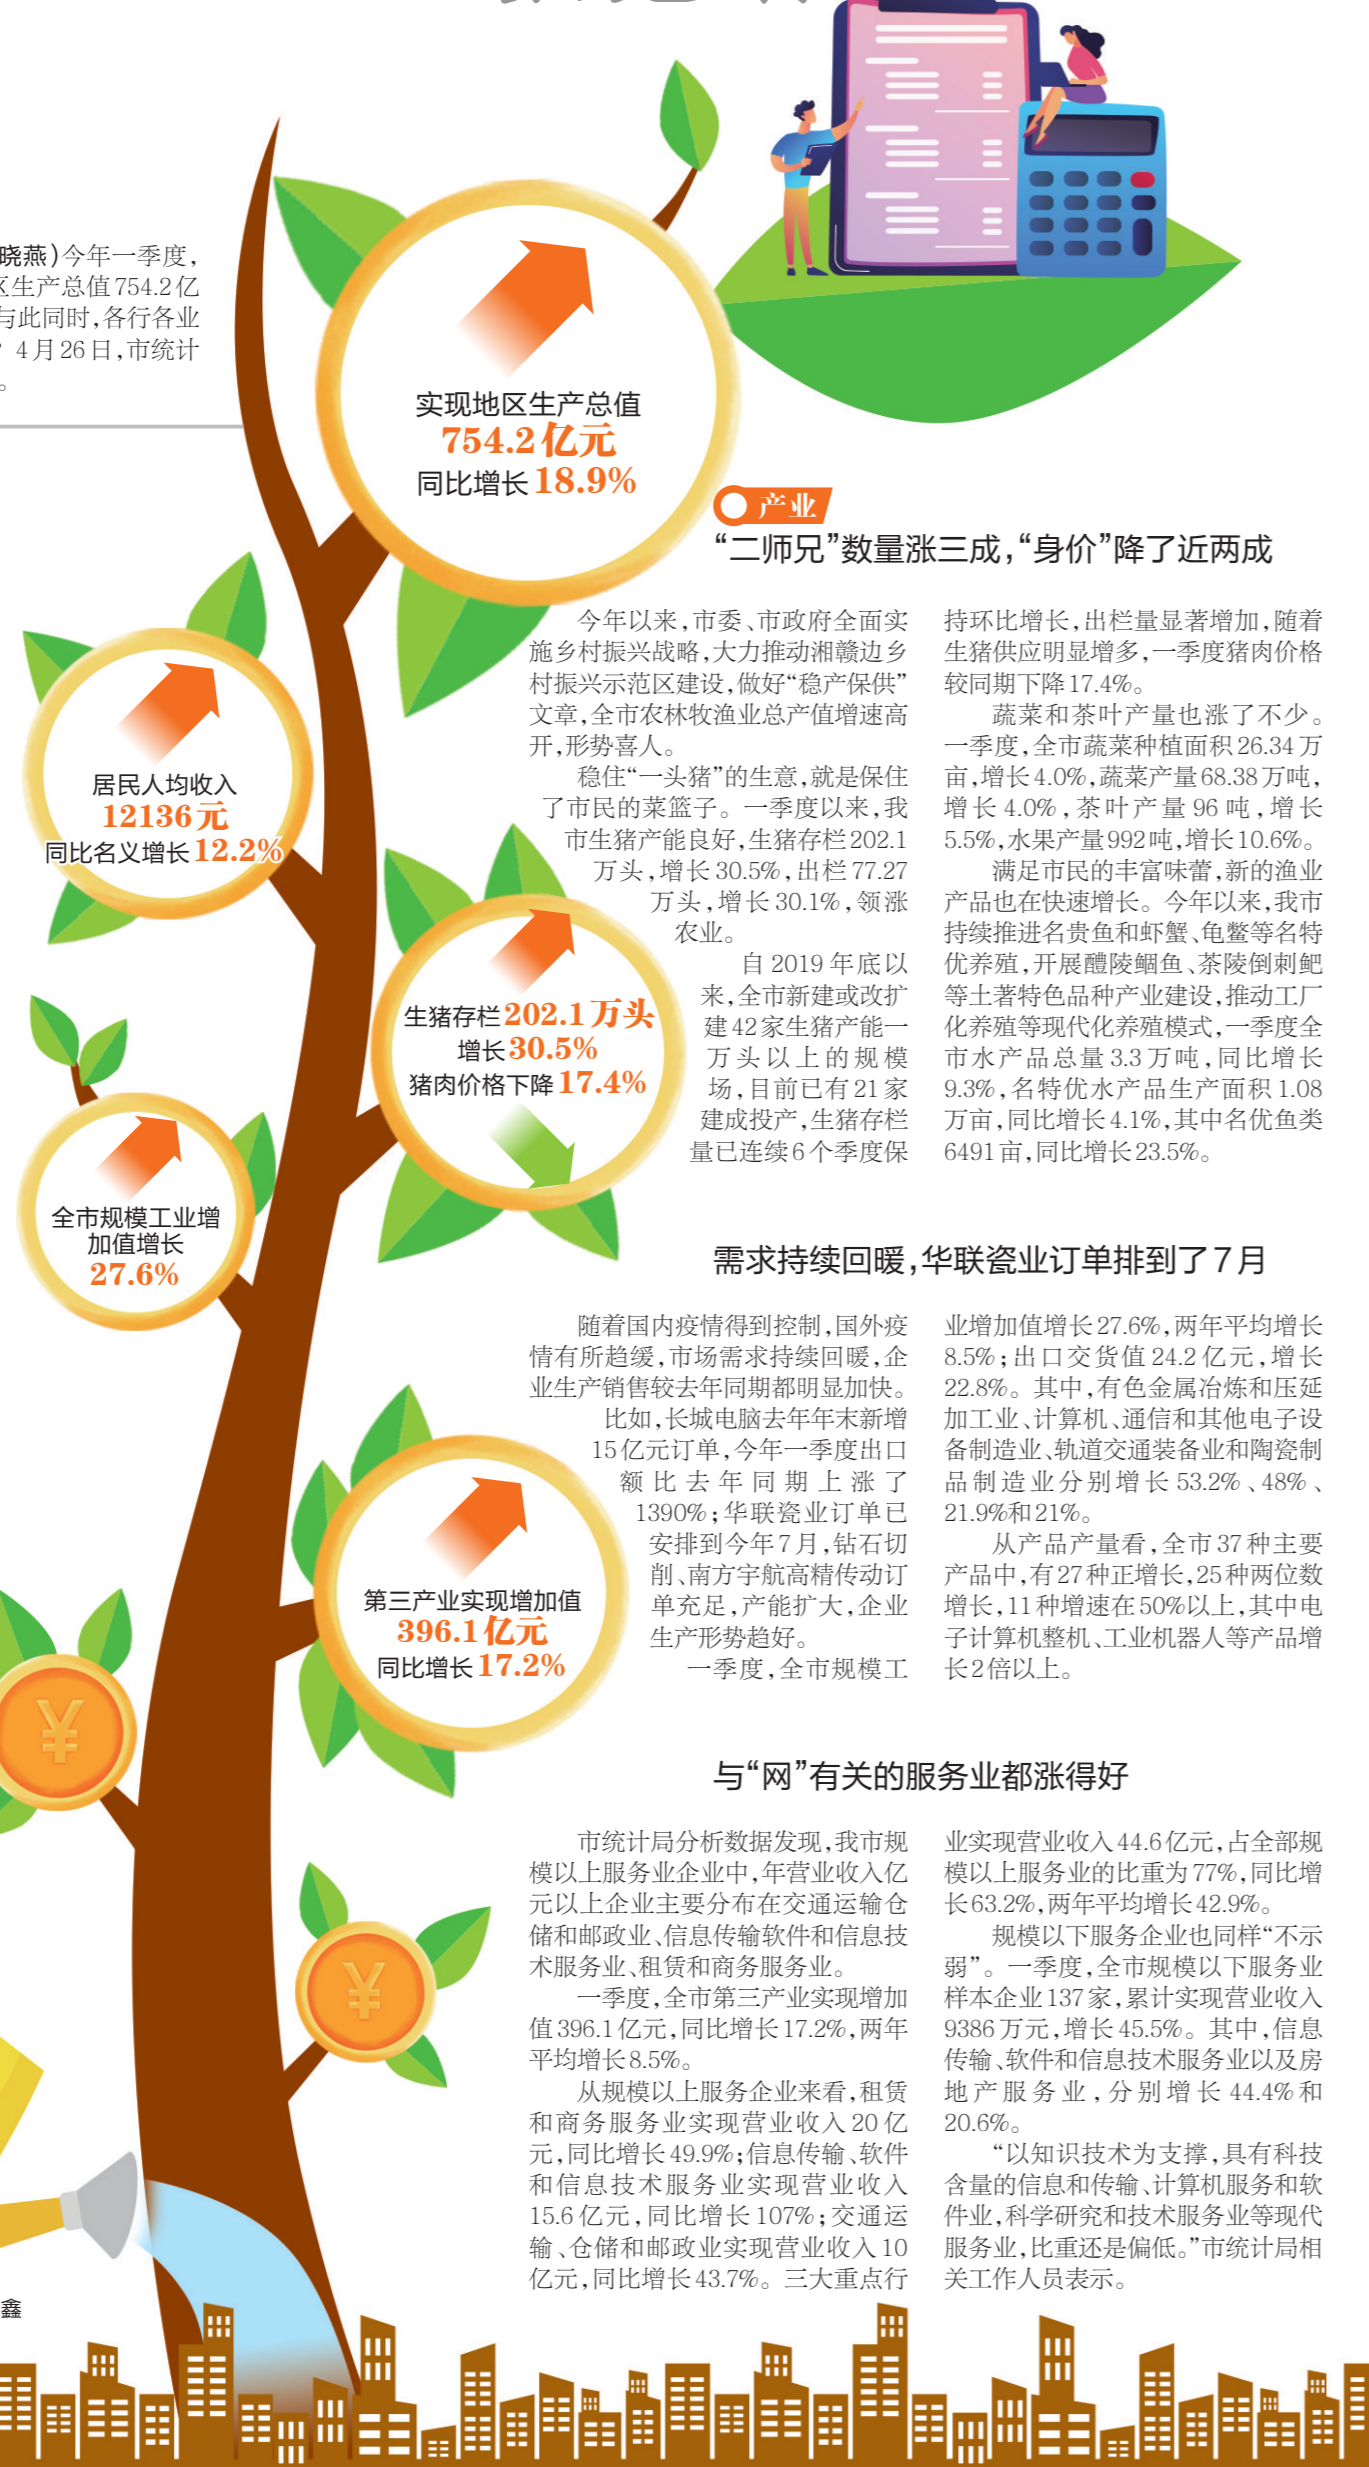 晓燕)今年一季度,
区生产总值754.2亿
与此同时,各行各业
? 4月26日,市统计
。
实现地区生产总值
754.2亿元
同比增长18.9%
居民人均收入
12136元
同比名义增长12.2%
生猪存栏202.1万头
增长30.5%
猪肉价格下降17.4%
全市规模工业增
加值增长
27.6%
第三产业实现增加值
396.1亿元
同比增长17.2%
¥
¥
鑫
产业
“二师兄”数量涨三成,“身价”降了近两成
今年以来,市委、市政府全面实
施乡村振兴战略,大力推动湘赣边乡
村振兴示范区建设,做好“稳产保供”
文章,全市农林牧渔业总产值增速高
开,形势喜人。
稳住“一头猪”的生意,就是保住
了市民的菜篮子。一季度以来,我
市生猪产能良好,生猪存栏202.1
万头,增长30.5%,出栏77.27
万头,增长30.1%,领涨
农业。
自2019年底以
来,全市新建或改扩
建42家生猪产能一
万头以上的规模
场,目前已有21家
建成投产,生猪存栏
量已连续6个季度保
持环比增长,出栏量显著增加,随着
生猪供应明显增多,一季度猪肉价格
较同期下降17.4%。
蔬菜和茶叶产量也涨了不少。
一季度,全市蔬菜种植面积26.34万
亩,增长4.0%,蔬菜产量68.38万吨,
增长4.0%,茶叶产量96吨,增长
5.5%,水果产量992吨,增长10.6%。
满足市民的丰富味蕾,新的渔业
产品也在快速增长。今年以来,我市
持续推进名贵鱼和虾蟹、龟鳖等名特
优养殖,开展醴陵鲴鱼、茶陵倒刺鲃
等土著特色品种产业建设,推动工厂
化养殖等现代化养殖模式,一季度全
市水产品总量3.3万吨,同比增长
9.3%,名特优水产品生产面积1.08
万亩,同比增长4.1%,其中名优鱼类
6491亩,同比增长23.5%。
需求持续回暖,华联瓷业订单排到了7月
随着国内疫情得到控制,国外疫
情有所趋缓,市场需求持续回暖,企
业生产销售较去年同期都明显加快。
比如,长城电脑去年年末新增
15亿元订单,今年一季度出口
额比去年同期上涨了
1390%;华联瓷业订单已
安排到今年7月,钻石切
削、南方宇航高精传动订
单充足,产能扩大,企业
生产形势趋好。
一季度,全市规模工
业增加值增长27.6%,两年平均增长
8.5%;出口交货值24.2亿元,增长
22.8%。其中,有色金属冶炼和压延
加工业、计算机、通信和其他电子设
备制造业、轨道交通装备业和陶瓷制
品制造业分别增长53.2%、48%、
21.9%和21%。
从产品产量看,全市37种主要
产品中,有27种正增长,25种两位数
增长,11种增速在50%以上,其中电
子计算机整机、工业机器人等产品增
长2倍以上。
与“网”有关的服务业都涨得好
市统计局分析数据发现,我市规
模以上服务业企业中,年营业收入亿
元以上企业主要分布在交通运输仓
储和邮政业、信息传输软件和信息技
术服务业、租赁和商务服务业。
一季度,全市第三产业实现增加
值396.1亿元,同比增长17.2%,两年
平均增长8.5%。
从规模以上服务企业来看,租赁
和商务服务业实现营业收入20亿
元,同比增长49.9%;信息传输、软件
和信息技术服务业实现营业收入
15.6亿元,同比增长107%;交通运
输、仓储和邮政业实现营业收入10
亿元,同比增长43.7%。三大重点行
业实现营业收入44.6亿元,占全部规
模以上服务业的比重为77%,同比增
长63.2%,两年平均增长42.9%。
规模以下服务企业也同样“不示
弱”。一季度,全市规模以下服务业
样本企业137家,累计实现营业收入
9386万元,增长45.5%。其中,信息
传输、软件和信息技术服务业以及房
地产服务业,分别增长44.4%和
20.6%。
“以知识技术为支撑,具有科技
含量的信息和传输、计算机服务和软
件业,科学研究和技术服务业等现代
服务业,比重还是偏低。”市统计局相
关工作人员表示。